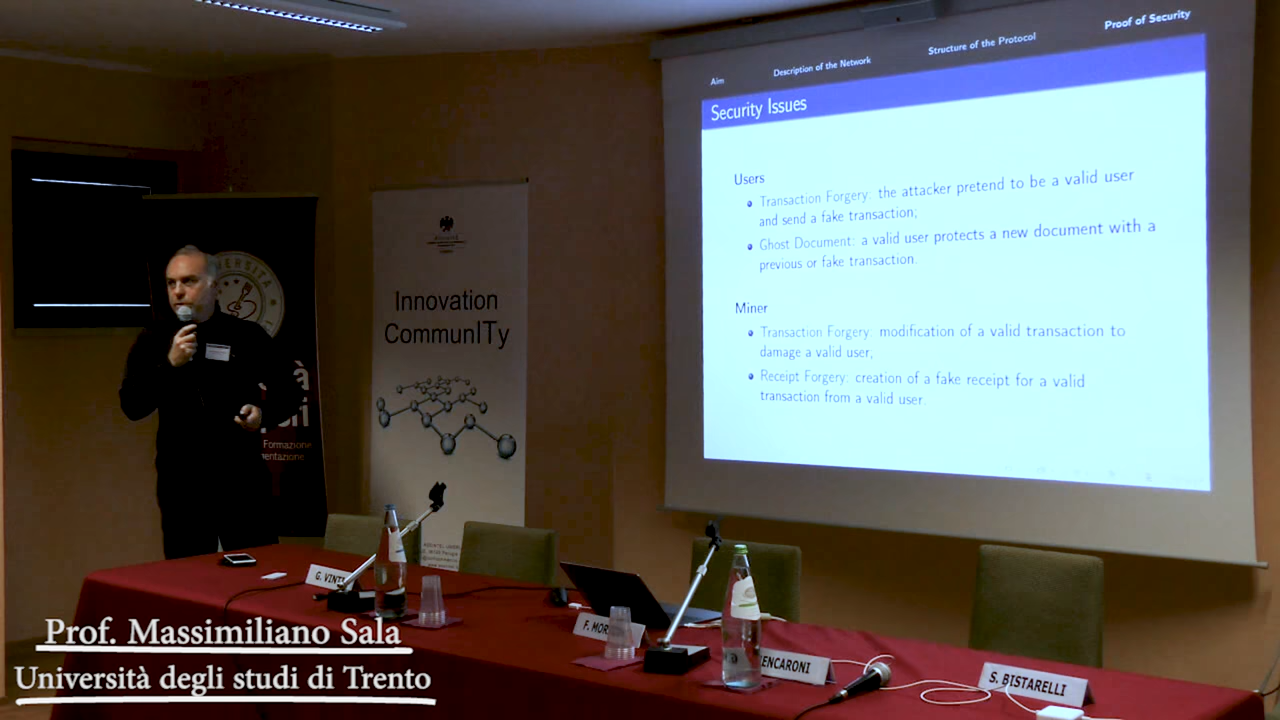 Aim
Description of the Network
Structure of the Protocol
Proof of Security
Security Issues
Users
Transaction Forgery: the attacker pretend to be a valid user
and send a fake transaction;
Ghost Document: a valid user protects a new document with a
previous or fake transaction.
Miner
Transaction Forgery: modification of a valid transaction to
damage a valid user;
Receipt Forgery: creation of a fake receipt for a valid
transaction from a valid user.
Innovation
CommunITy
Formazione
G. VINTI
F. MOR
ENCARONI
S. BISTARELLI
Prof. Massimiliano Sala
Università degli studi di Trento